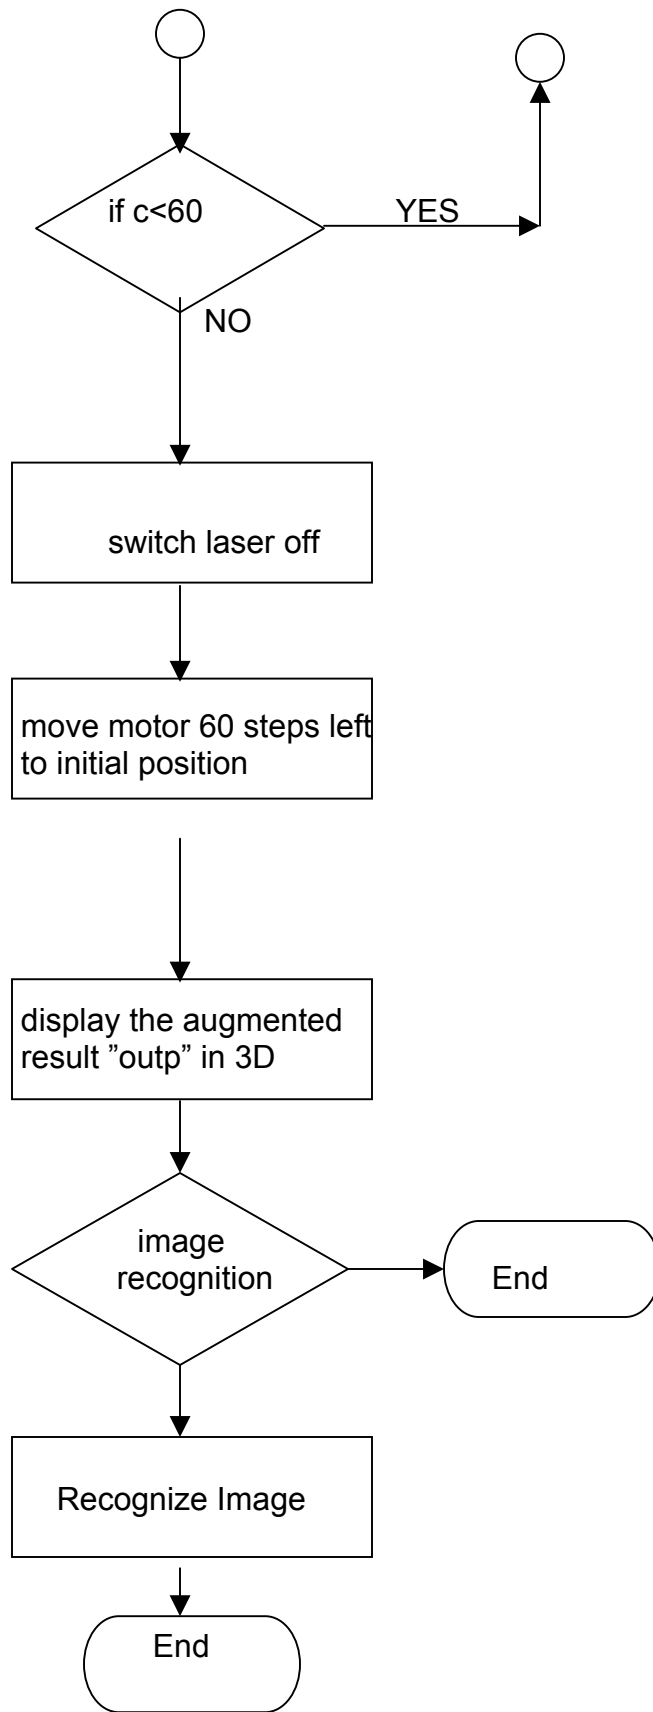 if c<60
YES
NO
switch laser off
move motor 60 steps left
to initial position
display the augmented
result ”outp” in 3D
image
recognition
End
Recognize Image
End